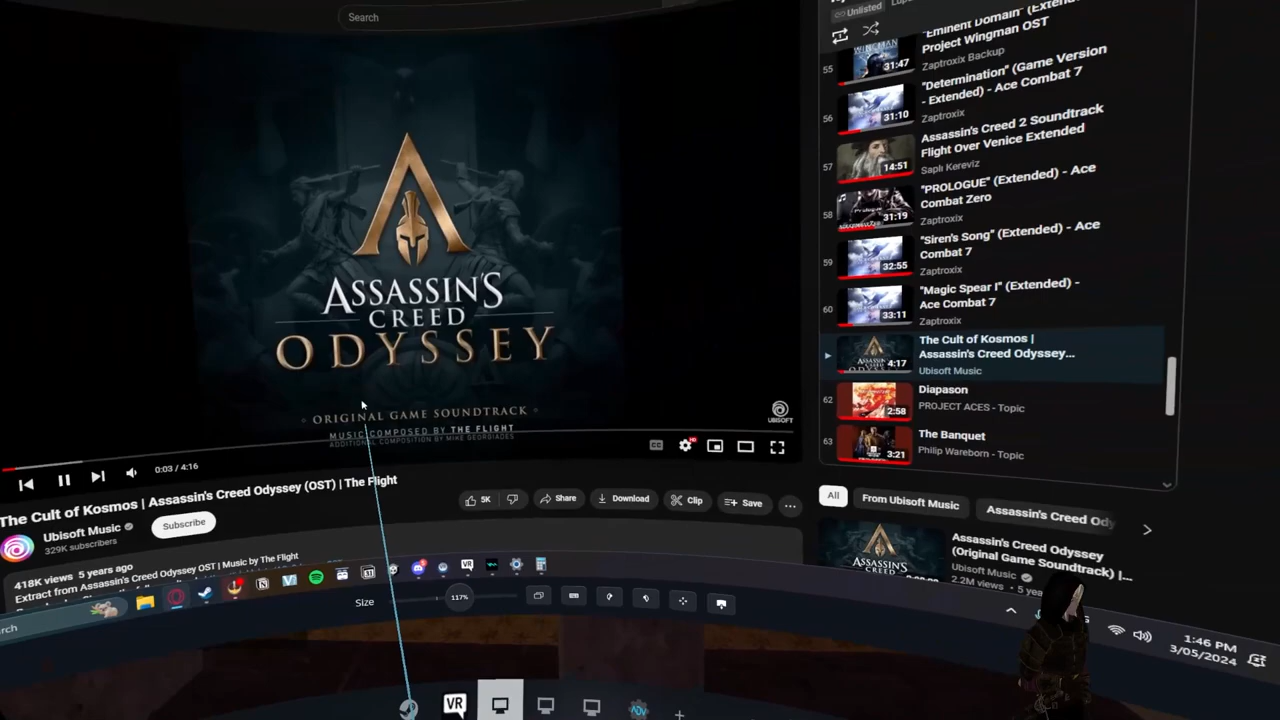 Search
Unlisted
ASSASSIN'S
CREED
ODYSSEY
ORIGINAL GAME SOUNDTRACK
MUSIC COMPOSED BY THE FLIGHT
ADDITIONAL COMPOSITION BY MIKE GEORGIADES
UBISOFT
0:03 / 4:16
CC
HD
The Cult of Kosmos | Assassin's Creed Odyssey (OST) | The Flight
Ubisoft Music
329K subscribers
Subscribe
5K
Share
Download
Clip
Save
418K views 5 years ago
Extract from Assassin's Creed Odyssey OST | Music by The Flight
55
31:47
"Eminent Domain" (Extend
Project Wingman OST
Zaptroxix Backup
56
31:10
"Determination" (Game Version
- Extended) - Ace Combat 7
Zaptroxix
57
14:51
Assassin's Creed 2 Soundtrack
Flight Over Venice Extended
Saplı Kereviz
58
31:19
"PROLOGUE" (Extended) - Ace
Combat Zero
Zaptroxix
59
32:55
"Siren's Song" (Extended) - Ace
Combat 7
Zaptroxix
60
33:11
"Magic Spear I" (Extended) -
Ace Combat 7
Zaptroxix
4:17
The Cult of Kosmos |
Assassin's Creed Odyssey...
Ubisoft Music
62
2:58
Diapason
PROJECT ACES - Topic
63
3:21
The Banquet
Philip Wareborn - Topic
All
From Ubisoft Music
Assassin's Creed Ody
Assassin's Creed Odyssey
(Original Game Soundtrack) |...
Ubisoft Music
2.2M views • 5 yea
rch
Size
117%
VR
VR
ADV
1:46 PM
3/05/2024